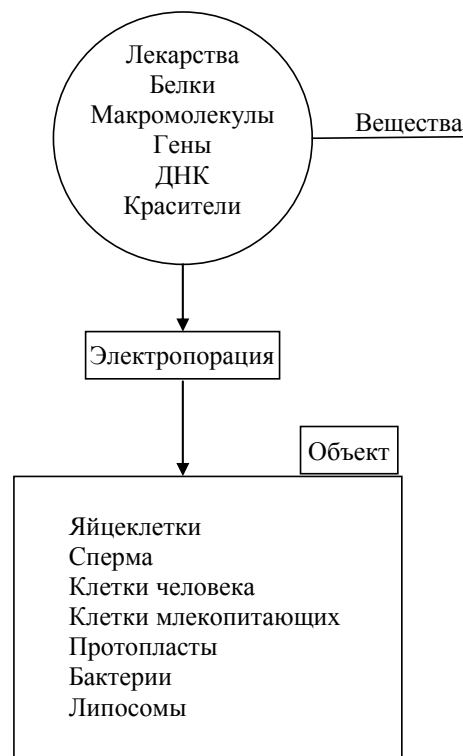 Лекарства
Белки
Макромолекулы
Гены
ДНК
Красители
Вещества
Электропорация
Объект
Яйцеклетки
Сперма
Клетки человека
Клетки млекопитающих
Протопласты
Бактерии
Липосомы